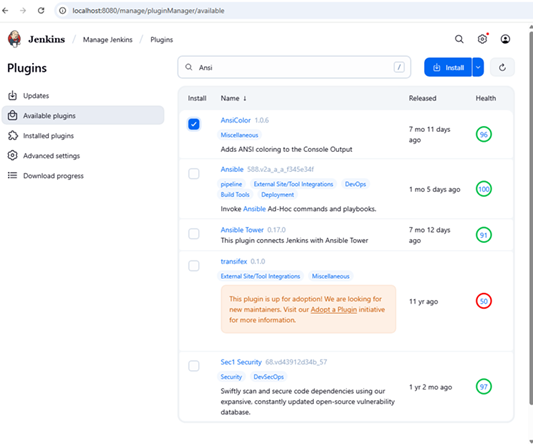 localhost:8080/manage/pluginManager/available
Jenkins / Manage Jenkins / Plugins
Plugins
Ansi
/
Install
Updates
Available plugins
Installed plugins
Advanced settings
Download progress
Install Name ↓ Released Health
AnsiColor 1.0.6
Miscellaneous
Adds ANSI coloring to the Console Output
7 mo 11 days
ago
96
Ansible 588.v2a_a_a_f345e34f
pipeline External Site/Tool Integrations DevOps
Build Tools Deployment
Invoke Ansible Ad-Hoc commands and playbooks.
1 mo 5 days ago
100
Ansible Tower 0.17.0
This plugin connects Jenkins with Ansible Tower
7 mo 12 days
ago
91
transifex 0.1.0
External Site/Tool Integrations Miscellaneous
This plugin is up for adoption! We are looking for
new maintainers. Visit our Adopt a Plugin initiative
for more information.
11 yr ago
50
Sec1 Security 68.vd43912d34b_57
Security DevSecOps
Swiftly scan and secure code dependencies using our
expansive, constantly updated open-source vulnerability
database.
1 yr 2 mo ago
97